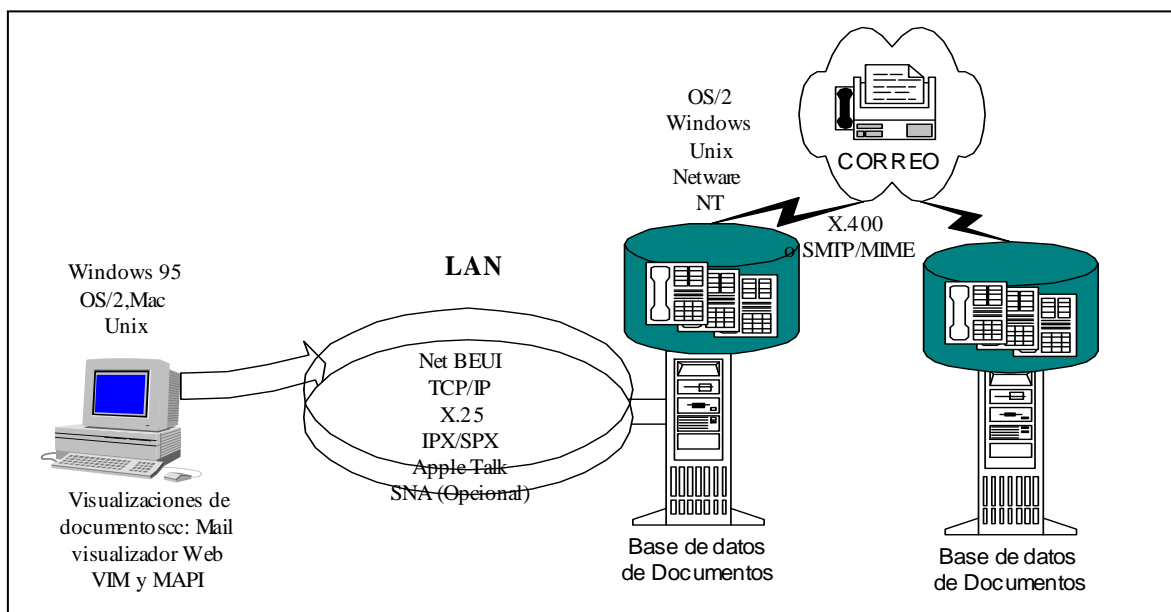 Windows 95
OS/2,Mac
Unix
Visualizaciones de
documentoscc: Mail
visualizador Web
VIM y MAPI
LAN
Net BEUI
TCP/IP
X.25
IPX/SPX
Apple Talk
SNA (Opcional)
OS/2
Windows
Unix
Netware
NT
CORREO
X.400
o SMTP/MIME
Base de datos
de Documentos
Base de datos
de Documentos